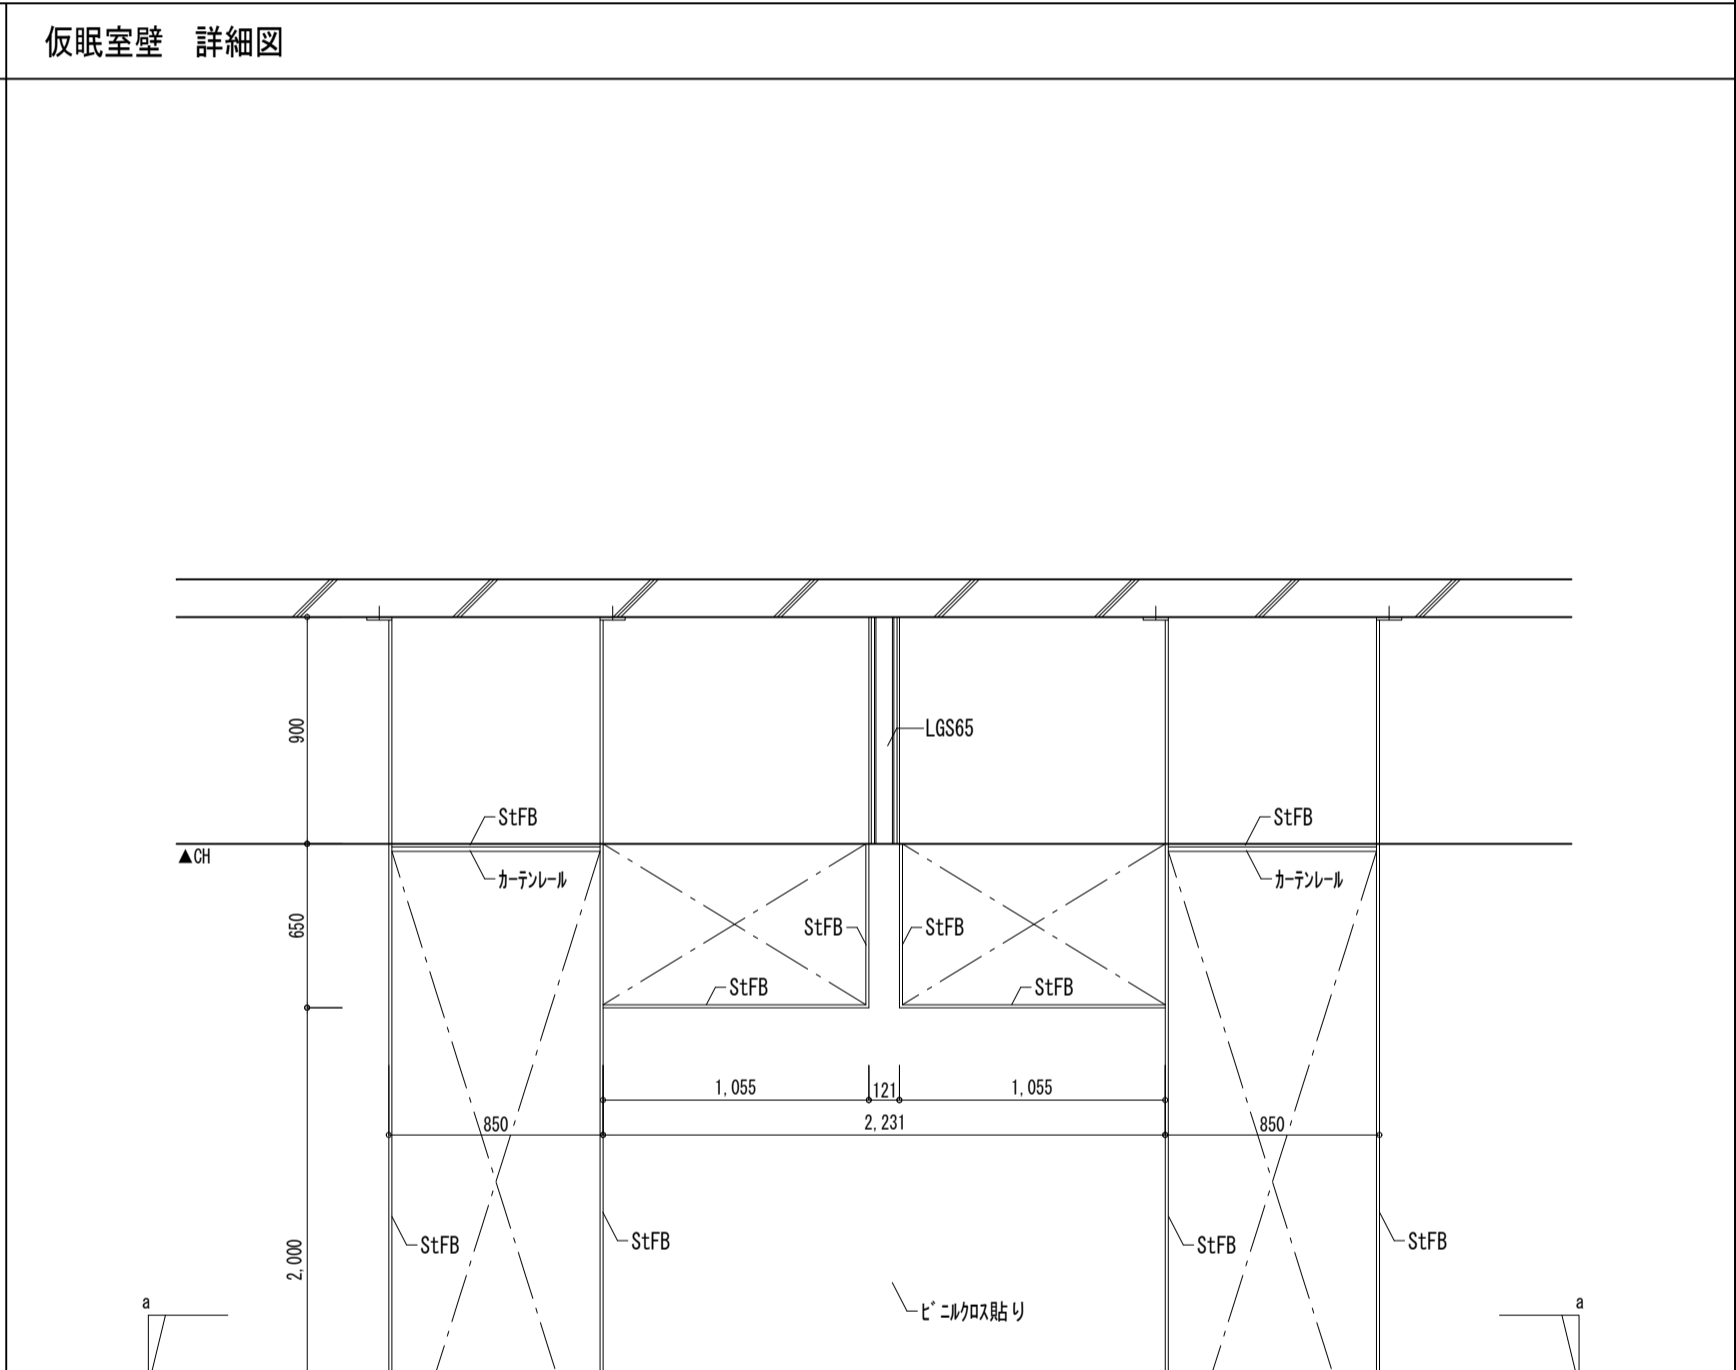 仮眠室壁　詳細図
900
LGS65
StFB
StFB
▲CH
カーテンレール
カーテンレール
650
StFB
StFB
StFB
StFB
1,055
121
1,055
850
2,231
850
StFB
StFB
StFB
StFB
2,000
a
a
ビニルクロス貼り